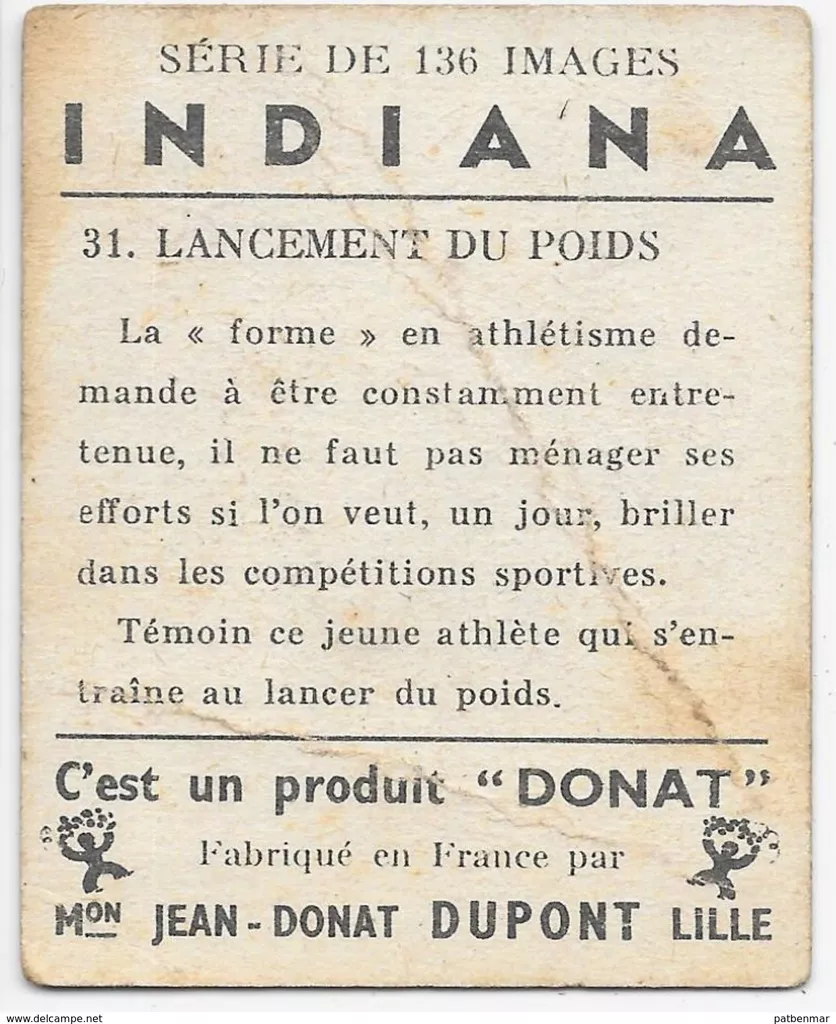 SÉRIE DE 136 IMAGES
INDIANA
31. LANCEMENT DU POIDS
La « forme » en athlétisme de-
mande à être constamment entre-
tenue, il ne faut pas ménager ses
efforts si l'on veut, un jour, briller
dans les compétitions sportives.
Témoin ce jeune athlète qui s'en-
traîne au lancer du poids.
C'est un produit "DONAT"
Fabriqué en France par
MON JEAN-DONAT DUPONT LILLE
www.delcampe.net
patbenmar